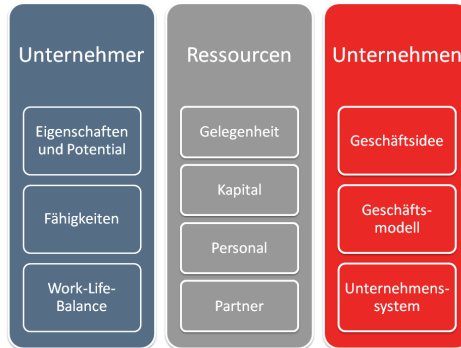 Unternehmer
Eigenschaften
und Potential
Fähigkeiten
Work-Life-
Balance
Ressourcen
Gelegenheit
Kapital
Personal
Partner
Unternehmen
Geschäftsidee
Geschäfts-
modell
Unternehmens-
system